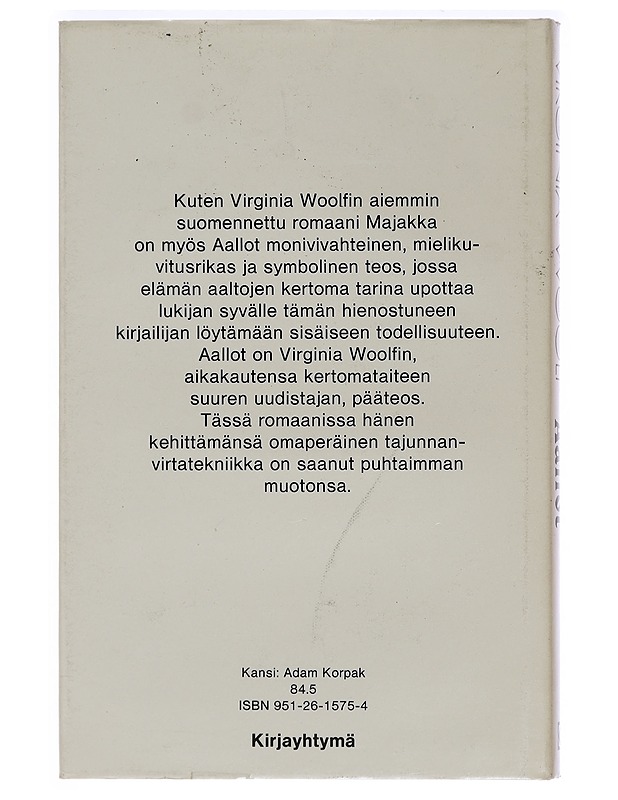 Kuten Virginia Woolfin aiemmin
suomennettu romaani Majakka
on myös Aallot monivivahteinen, mieliku-
vitusrikas ja symbolinen teos, jossa
elämän aaltojen kertoma tarina upottaa
lukijan syvälle tämän hienostuneen
kirjailijan löytämään sisäiseen todellisuuteen.
Aallot on Virginia Woolfin,
aikakautensa kertomataiteen
suuren uudistajan, pääteos.
Tässä romaanissa hänen
kehittämänsä omaperäinen tajunnan-
virtatekniikka on saanut puhtaimman
muotonsa.
Kansi: Adam Korpak
84.5
ISBN 951-26-1575-4
Kirjayhtymä